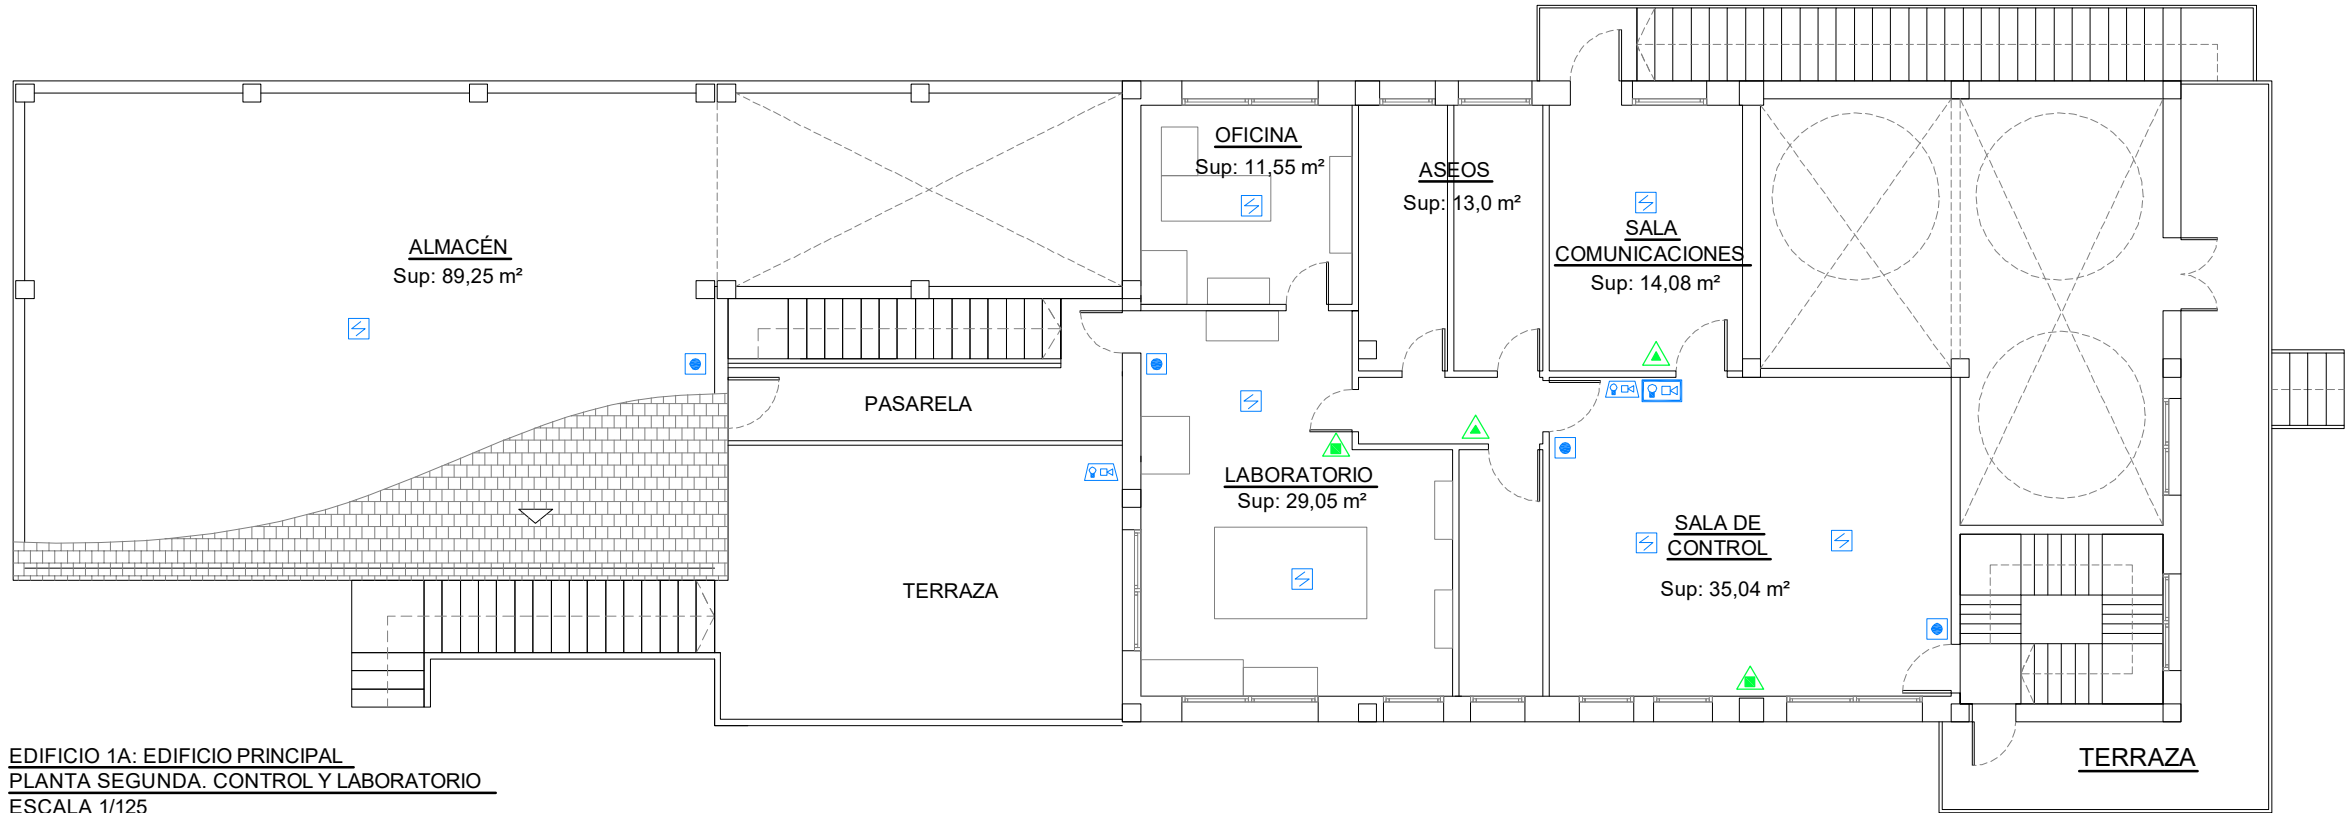 OFICINA
Sup: 11,55 m²
ASEOS
Sup: 13,0 m²
SALA
COMUNICACIONES
Sup: 14,08 m²
ALMACÉN
Sup: 89,25 m²
PASARELA
LABORATORIO
Sup: 29,05 m²
SALA DE
CONTROL
Sup: 35,04 m²
TERRAZA
TERRAZA
EDIFICIO 1A: EDIFICIO PRINCIPAL
PLANTA SEGUNDA. CONTROL Y LABORATORIO
ESCALA 1/125